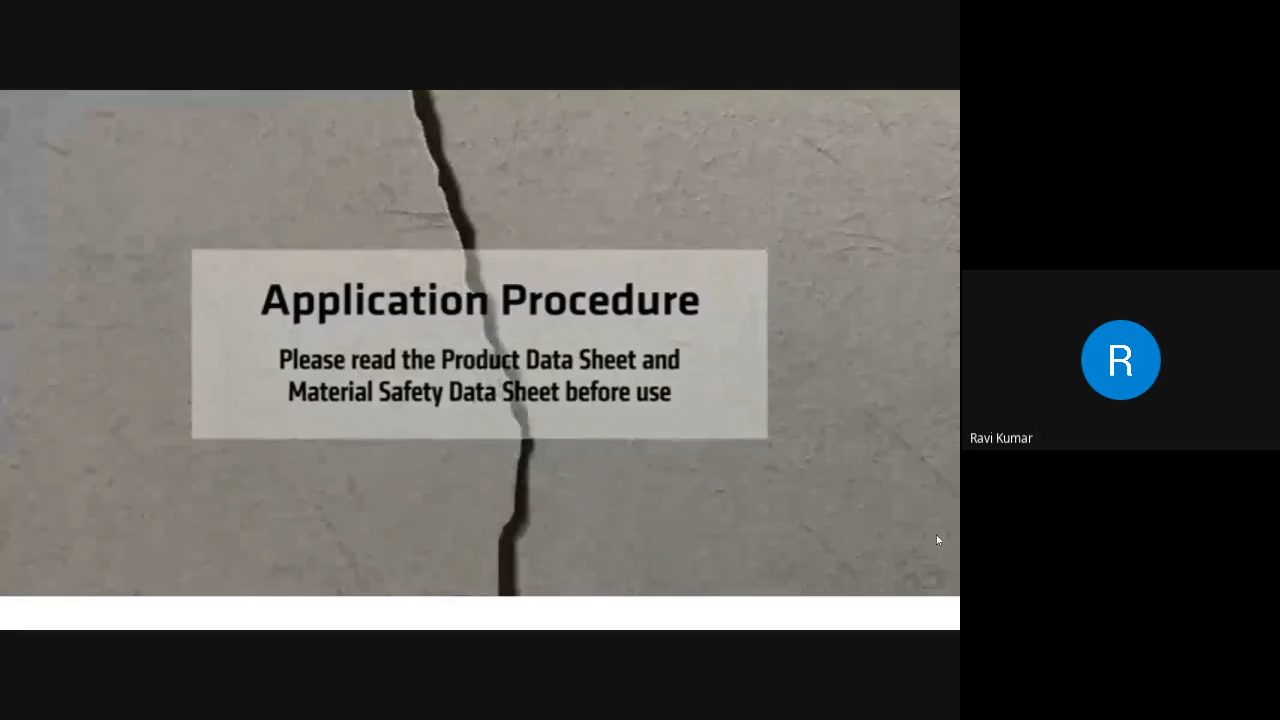 Application Procedure
Please read the Product Data Sheet and
Material Safety Data Sheet before use
R
Ravi Kumar